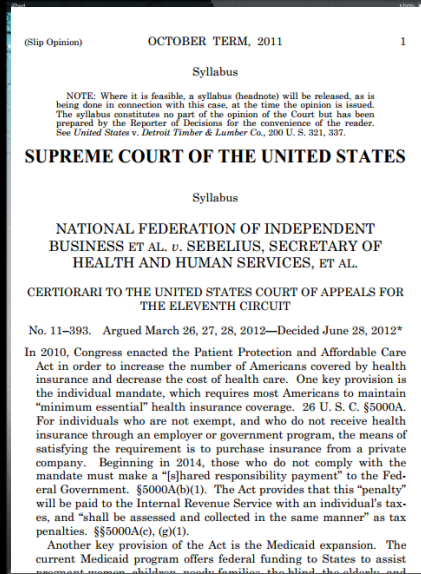 (Slip Opinion) OCTOBER TERM, 2011 1
Syllabus
NOTE: Where it is feasible, a syllabus (headnote) will be released, as is
being done in connection with this case, at the time the opinion is issued.
The syllabus constitutes no part of the opinion of the Court but has been
prepared by the Reporter of Decisions for the convenience of the reader.
See United States v. Detroit Timber & Lumber Co., 200 U. S. 321, 337.
SUPREME COURT OF THE UNITED STATES
Syllabus
NATIONAL FEDERATION OF INDEPENDENT
BUSINESS ET AL. v. SEBELIUS, SECRETARY OF
HEALTH AND HUMAN SERVICES, ET AL.
CERTIORARI TO THE UNITED STATES COURT OF APPEALS FOR
THE ELEVENTH CIRCUIT
No. 11–393. Argued March 26, 27, 28, 2012—Decided June 28, 2012*
In 2010, Congress enacted the Patient Protection and Affordable Care
Act in order to increase the number of Americans covered by health
insurance and decrease the cost of health care. One key provision is
the individual mandate, which requires most Americans to maintain
“minimum essential” health insurance coverage. 26 U. S. C. §5000A.
For individuals who are not exempt, and who do not receive health
insurance through an employer or government program, the means of
satisfying the requirement is to purchase insurance from a private
company. Beginning in 2014, those who do not comply with the
mandate must make a “[s]hared responsibility payment” to the Fed-
eral Government. §5000A(b)(1). The Act provides that this “penalty”
will be paid to the Internal Revenue Service with an individual’s tax-
es, and “shall be assessed and collected in the same manner” as tax
penalties. §§5000A(c), (g)(1).
Another key provision of the Act is the Medicaid expansion. The
current Medicaid program offers federal funding to States to assist
pregnant women, children, needy families, the blind, the elderly, and